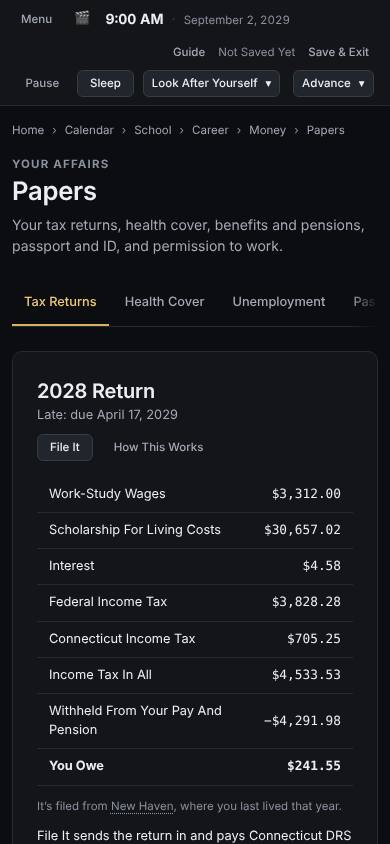 Menu 🎬 9:00 AM · September 2, 2029
Guide Not Saved Yet Save & Exit
Pause Sleep Look After Yourself ▾ Advance ▾
Home › Calendar › School › Career › Money › Papers
YOUR AFFAIRS
Papers
Your tax returns, health cover, benefits and pensions,
passport and ID, and permission to work.
Tax Returns Health Cover Unemployment Pas
2028 Return
Late: due April 17, 2029
File It How This Works
Work-Study Wages $3,312.00
Scholarship For Living Costs $30,657.02
Interest $4.58
Federal Income Tax $3,828.28
Connecticut Income Tax $705.25
Income Tax In All $4,533.53
Withheld From Your Pay And
Pension −$4,291.98
You Owe $241.55
It's filed from New Haven, where you last lived that year.
File It sends the return in and pays Connecticut DRS